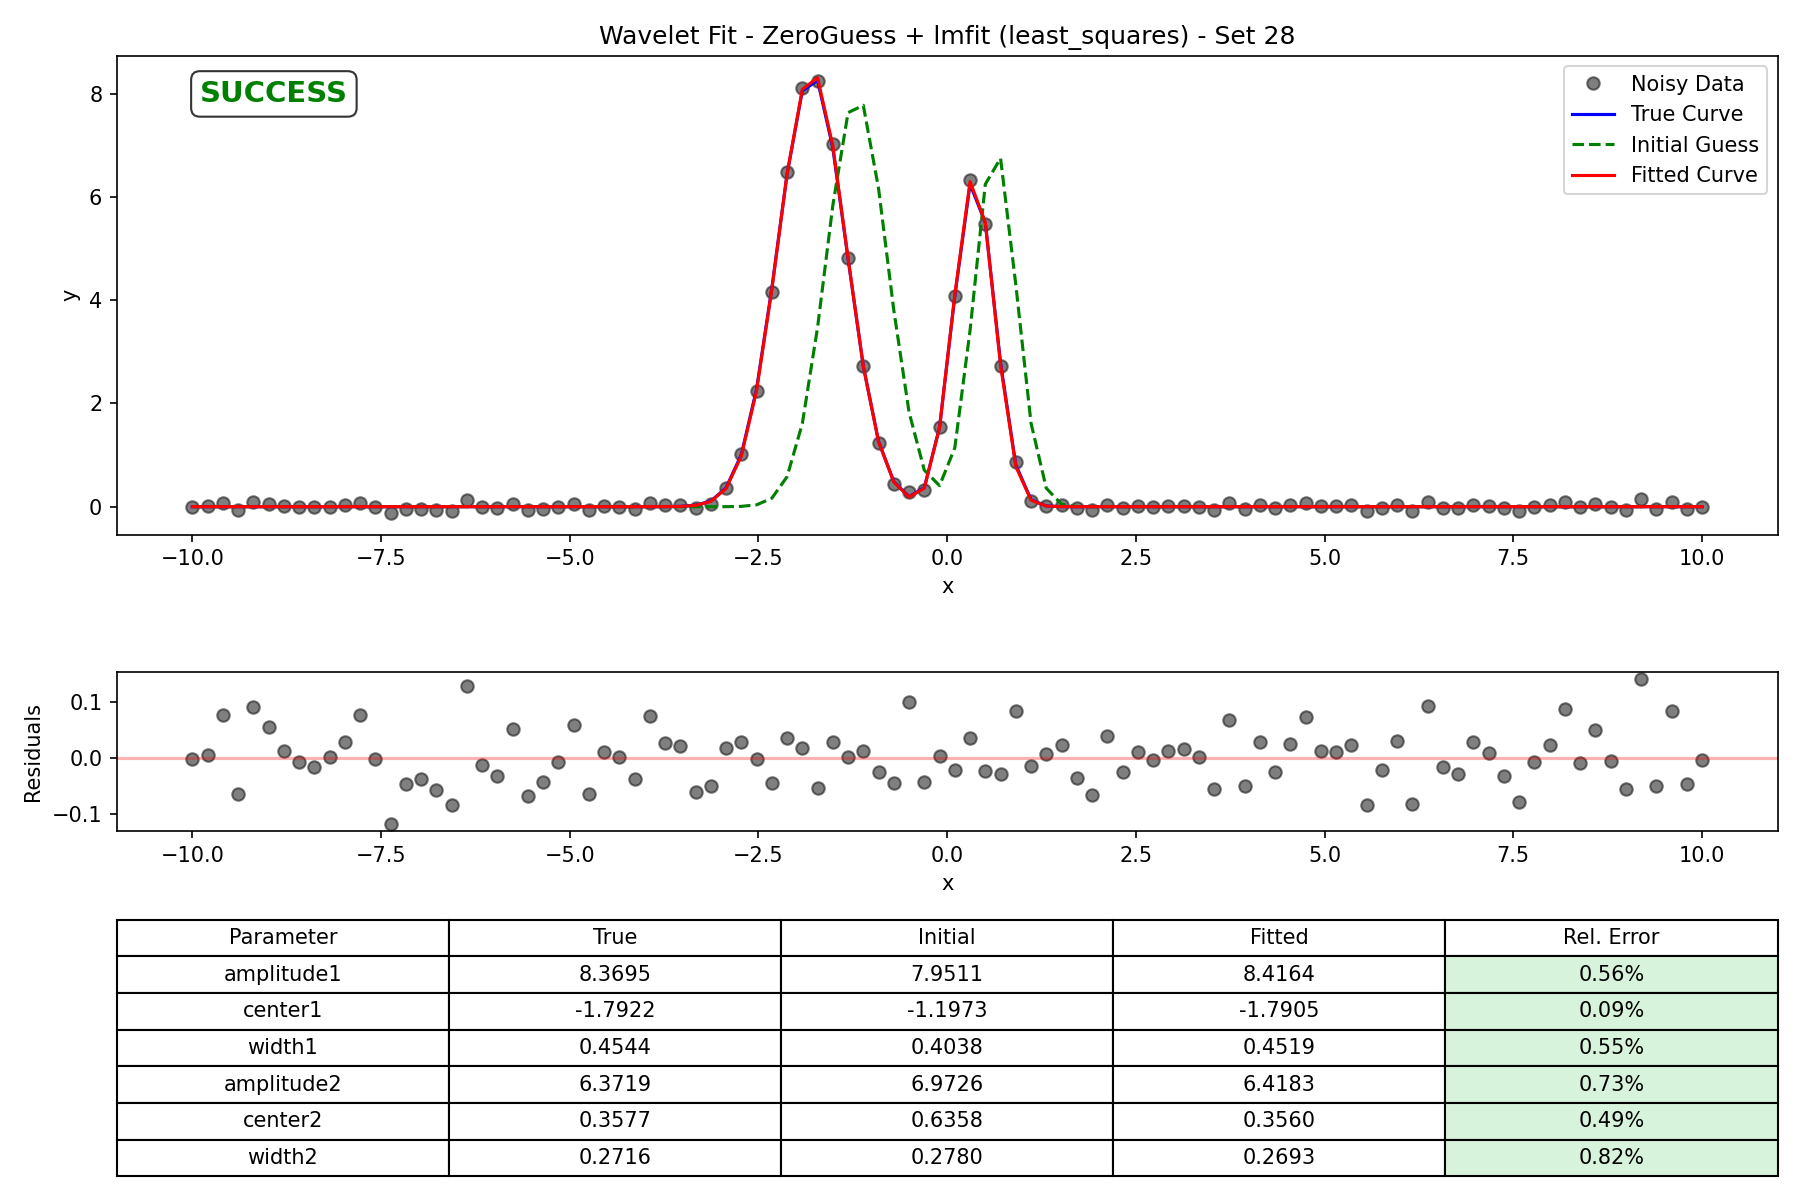 Wavelet Fit - ZeroGuess + lmfit (least_squares) - Set 28
SUCCESS
Noisy Data
True Curve
Initial Guess
Fitted Curve
y
8
6
4
2
0
−10.0 −7.5 −5.0 −2.5 0.0 2.5 5.0 7.5 10.0
x
Residuals
0.1
0.0
−0.1
−10.0 −7.5 −5.0 −2.5 0.0 2.5 5.0 7.5 10.0
x
Parameter True Initial Fitted Rel. Error
amplitude1 8.3695 7.9511 8.4164 0.56%
center1 -1.7922 -1.1973 -1.7905 0.09%
width1 0.4544 0.4038 0.4519 0.55%
amplitude2 6.3719 6.9726 6.4183 0.73%
center2 0.3577 0.6358 0.3560 0.49%
width2 0.2716 0.2780 0.2693 0.82%